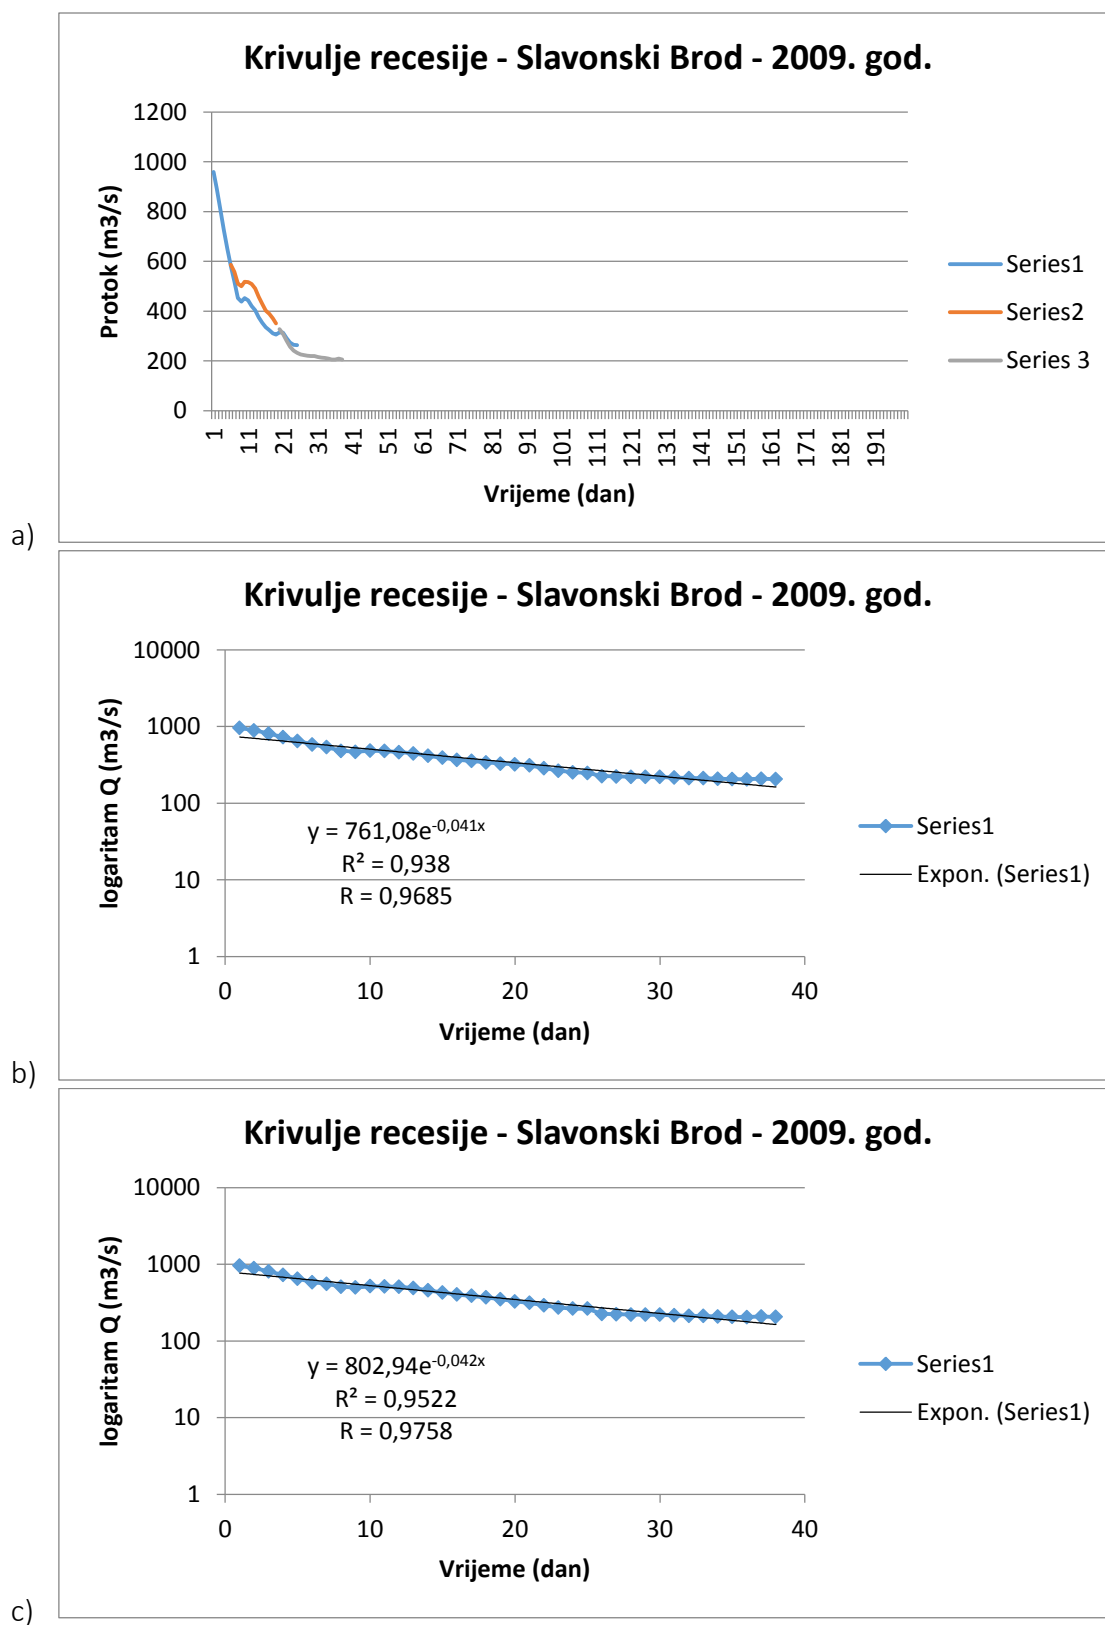 Krivulje recesije - Slavonski Brod - 2009. god.
1200
1000
800
600
400
200
0
Protok (m3/s)
1 11 21 31 41 51 61 71 81 91 101 111 121 131 141 151 161 171 181 191
Vrijeme (dan)
Series1
Series2
Series 3
a)
Krivulje recesije - Slavonski Brod - 2009. god.
10000
1000
100
10
1
logaritam Q (m3/s)
y = 761,08e^-0,041x
R² = 0,938
R = 0,9685
0 10 20 30 40
Vrijeme (dan)
Series1
Expon. (Series1)
b)
Krivulje recesije - Slavonski Brod - 2009. god.
10000
1000
100
10
1
logaritam Q (m3/s)
y = 802,94e^-0,042x
R² = 0,9522
R = 0,9758
0 10 20 30 40
Vrijeme (dan)
Series1
Expon. (Series1)
c)